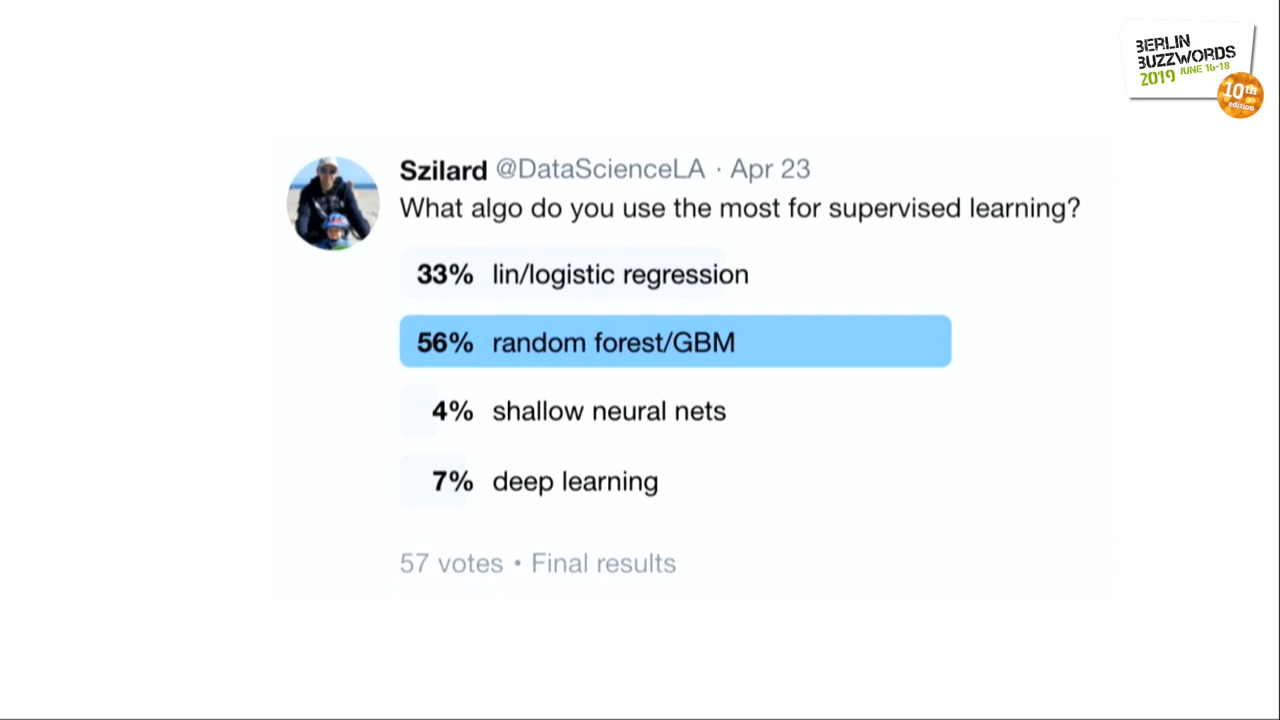 BERLIN
BUZZWORDS
2019 JUNE 16-18
10th
edition
Szilard @DataScienceLA · Apr 23
What algo do you use the most for supervised learning?
33% lin/logistic regression
56% random forest/GBM
4% shallow neural nets
7% deep learning
57 votes • Final results